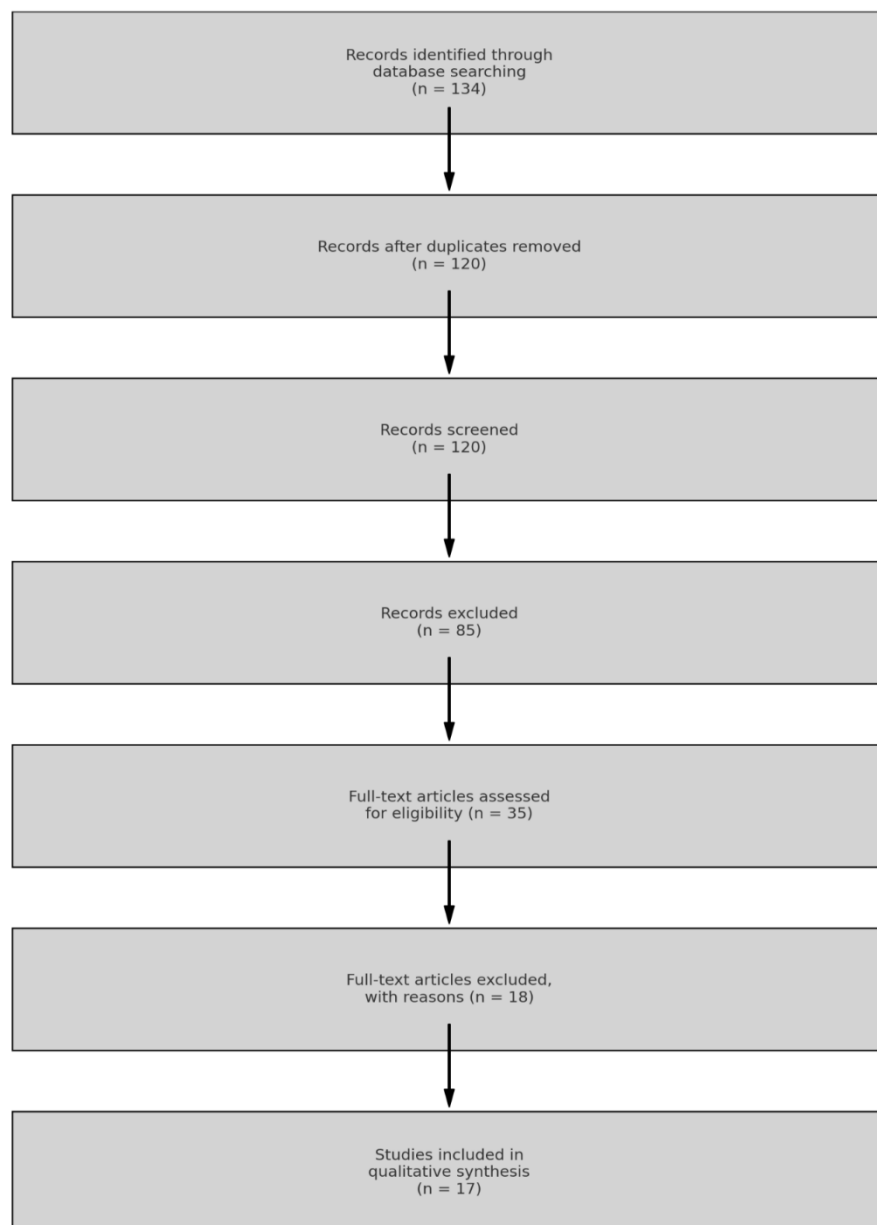 Records identified through
database searching
(n = 134)
Records after duplicates removed
(n = 120)
Records screened
(n = 120)
Records excluded
(n = 85)
Full-text articles assessed
for eligibility (n = 35)
Full-text articles excluded,
with reasons (n = 18)
Studies included in
qualitative synthesis
(n = 17)